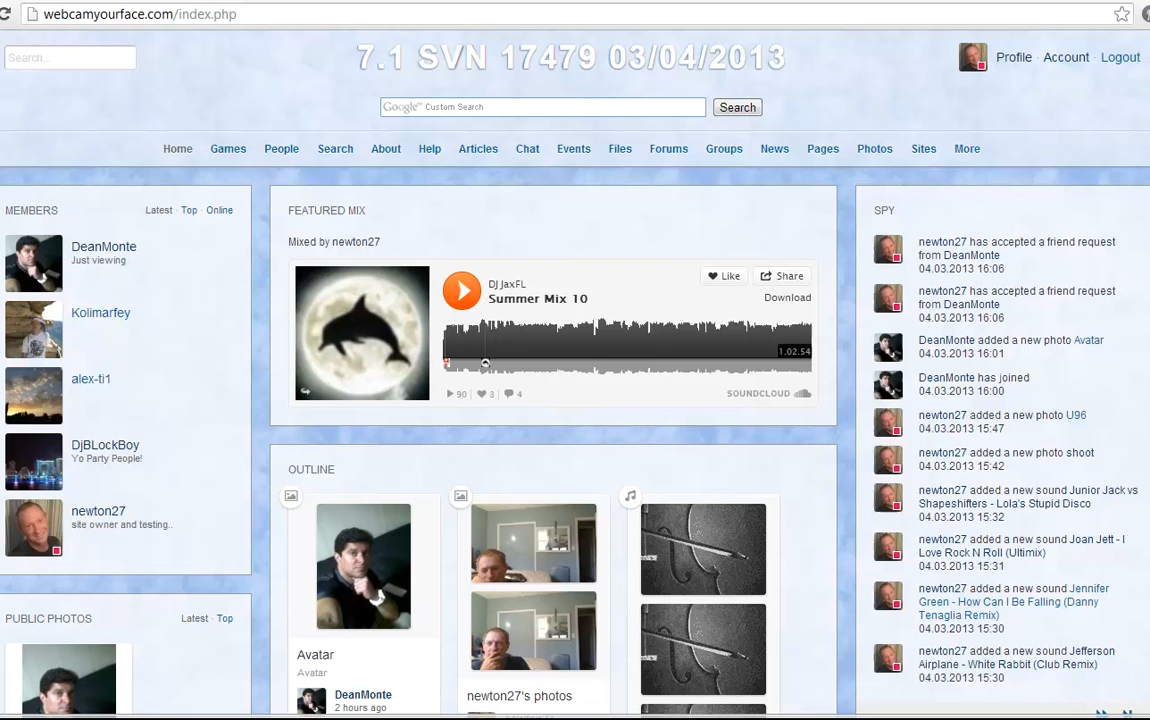 webcamyourface.com/index.php
Search...
7.1 SVN 17479 03/04/2013
Profile Account Logout
Google™ Custom Search
Search
Home Games People Search About Help Articles Chat Events Files Forums Groups News Pages Photos Sites More
MEMBERS
Latest · Top · Online
DeanMonte
Just viewing
Kolimarfey
alex-ti1
DjBLockBoy
Yo Party People!
newton27
site owner and testing..
PUBLIC PHOTOS
Latest · Top
FEATURED MIX
Mixed by newton27
DJ JaxFL
Summer Mix 10
Like
Share
Download
1.02.54
90
3
4
SOUNDCLOUD
OUTLINE
Avatar
Avatar
DeanMonte
2 hours ago
newton27's photos
SPY
newton27 has accepted a friend request
from DeanMonte
04.03.2013 16:06
newton27 has accepted a friend request
from DeanMonte
04.03.2013 16:06
DeanMonte added a new photo Avatar
04.03.2013 16:01
DeanMonte has joined
04.03.2013 16:00
newton27 added a new photo U96
04.03.2013 15:47
newton27 added a new photo shoot
04.03.2013 15:42
newton27 added a new sound Junior Jack vs
Shapeshifters - Lola's Stupid Disco
04.03.2013 15:32
newton27 added a new sound Joan Jett - I
Love Rock N Roll (Ultimix)
04.03.2013 15:31
newton27 added a new sound Jennifer
Green - How Can I Be Falling (Danny
Tenaglia Remix)
04.03.2013 15:30
newton27 added a new sound Jefferson
Airplane - White Rabbit (Club Remix)
04.03.2013 15:30